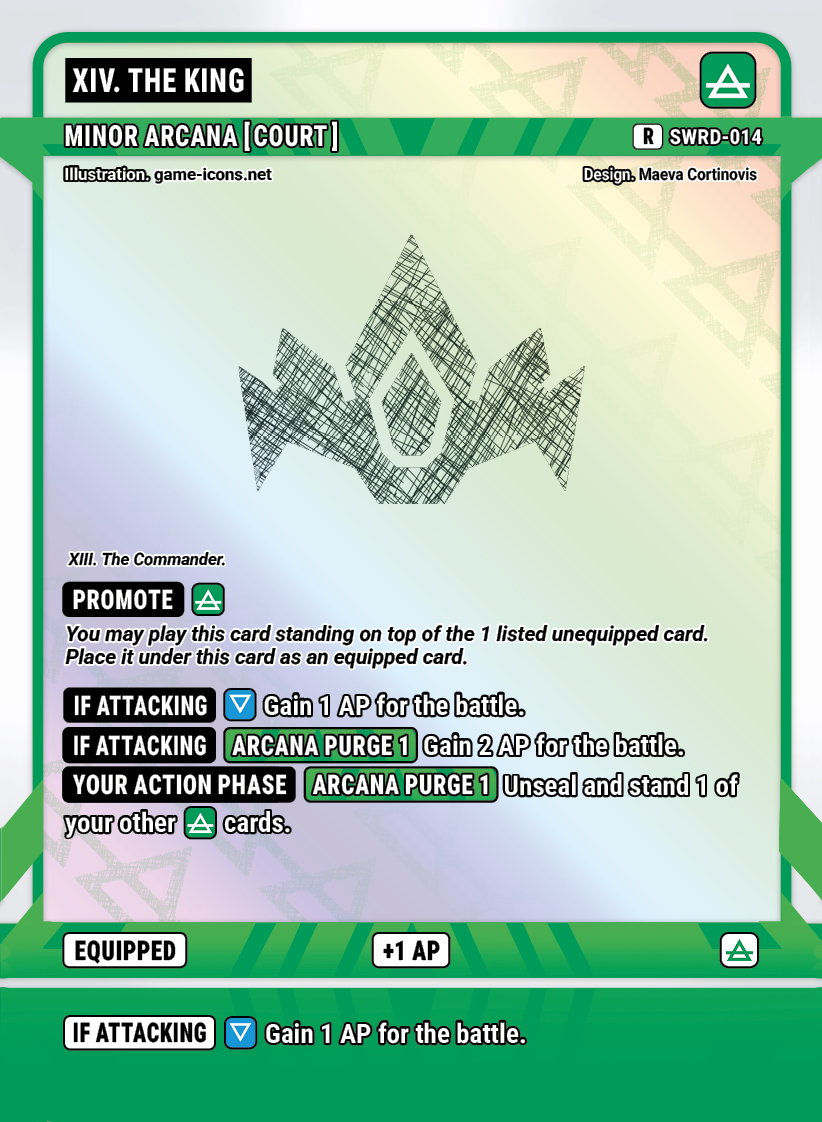 XIV. THE KING
MINOR ARCANA [COURT]
R SWRD-014
Illustration. game-icons.net
Design. Maeva Cortinovis
XIII. The Commander.
PROMOTE
You may play this card standing on top of the 1 listed unequipped card.
Place it under this card as an equipped card.
IF ATTACKING Gain 1 AP for the battle.
IF ATTACKING ARCANA PURGE 1 Gain 2 AP for the battle.
YOUR ACTION PHASE ARCANA PURGE 1 Unseal and stand 1 of
your other cards.
EQUIPPED
+1 AP
IF ATTACKING Gain 1 AP for the battle.